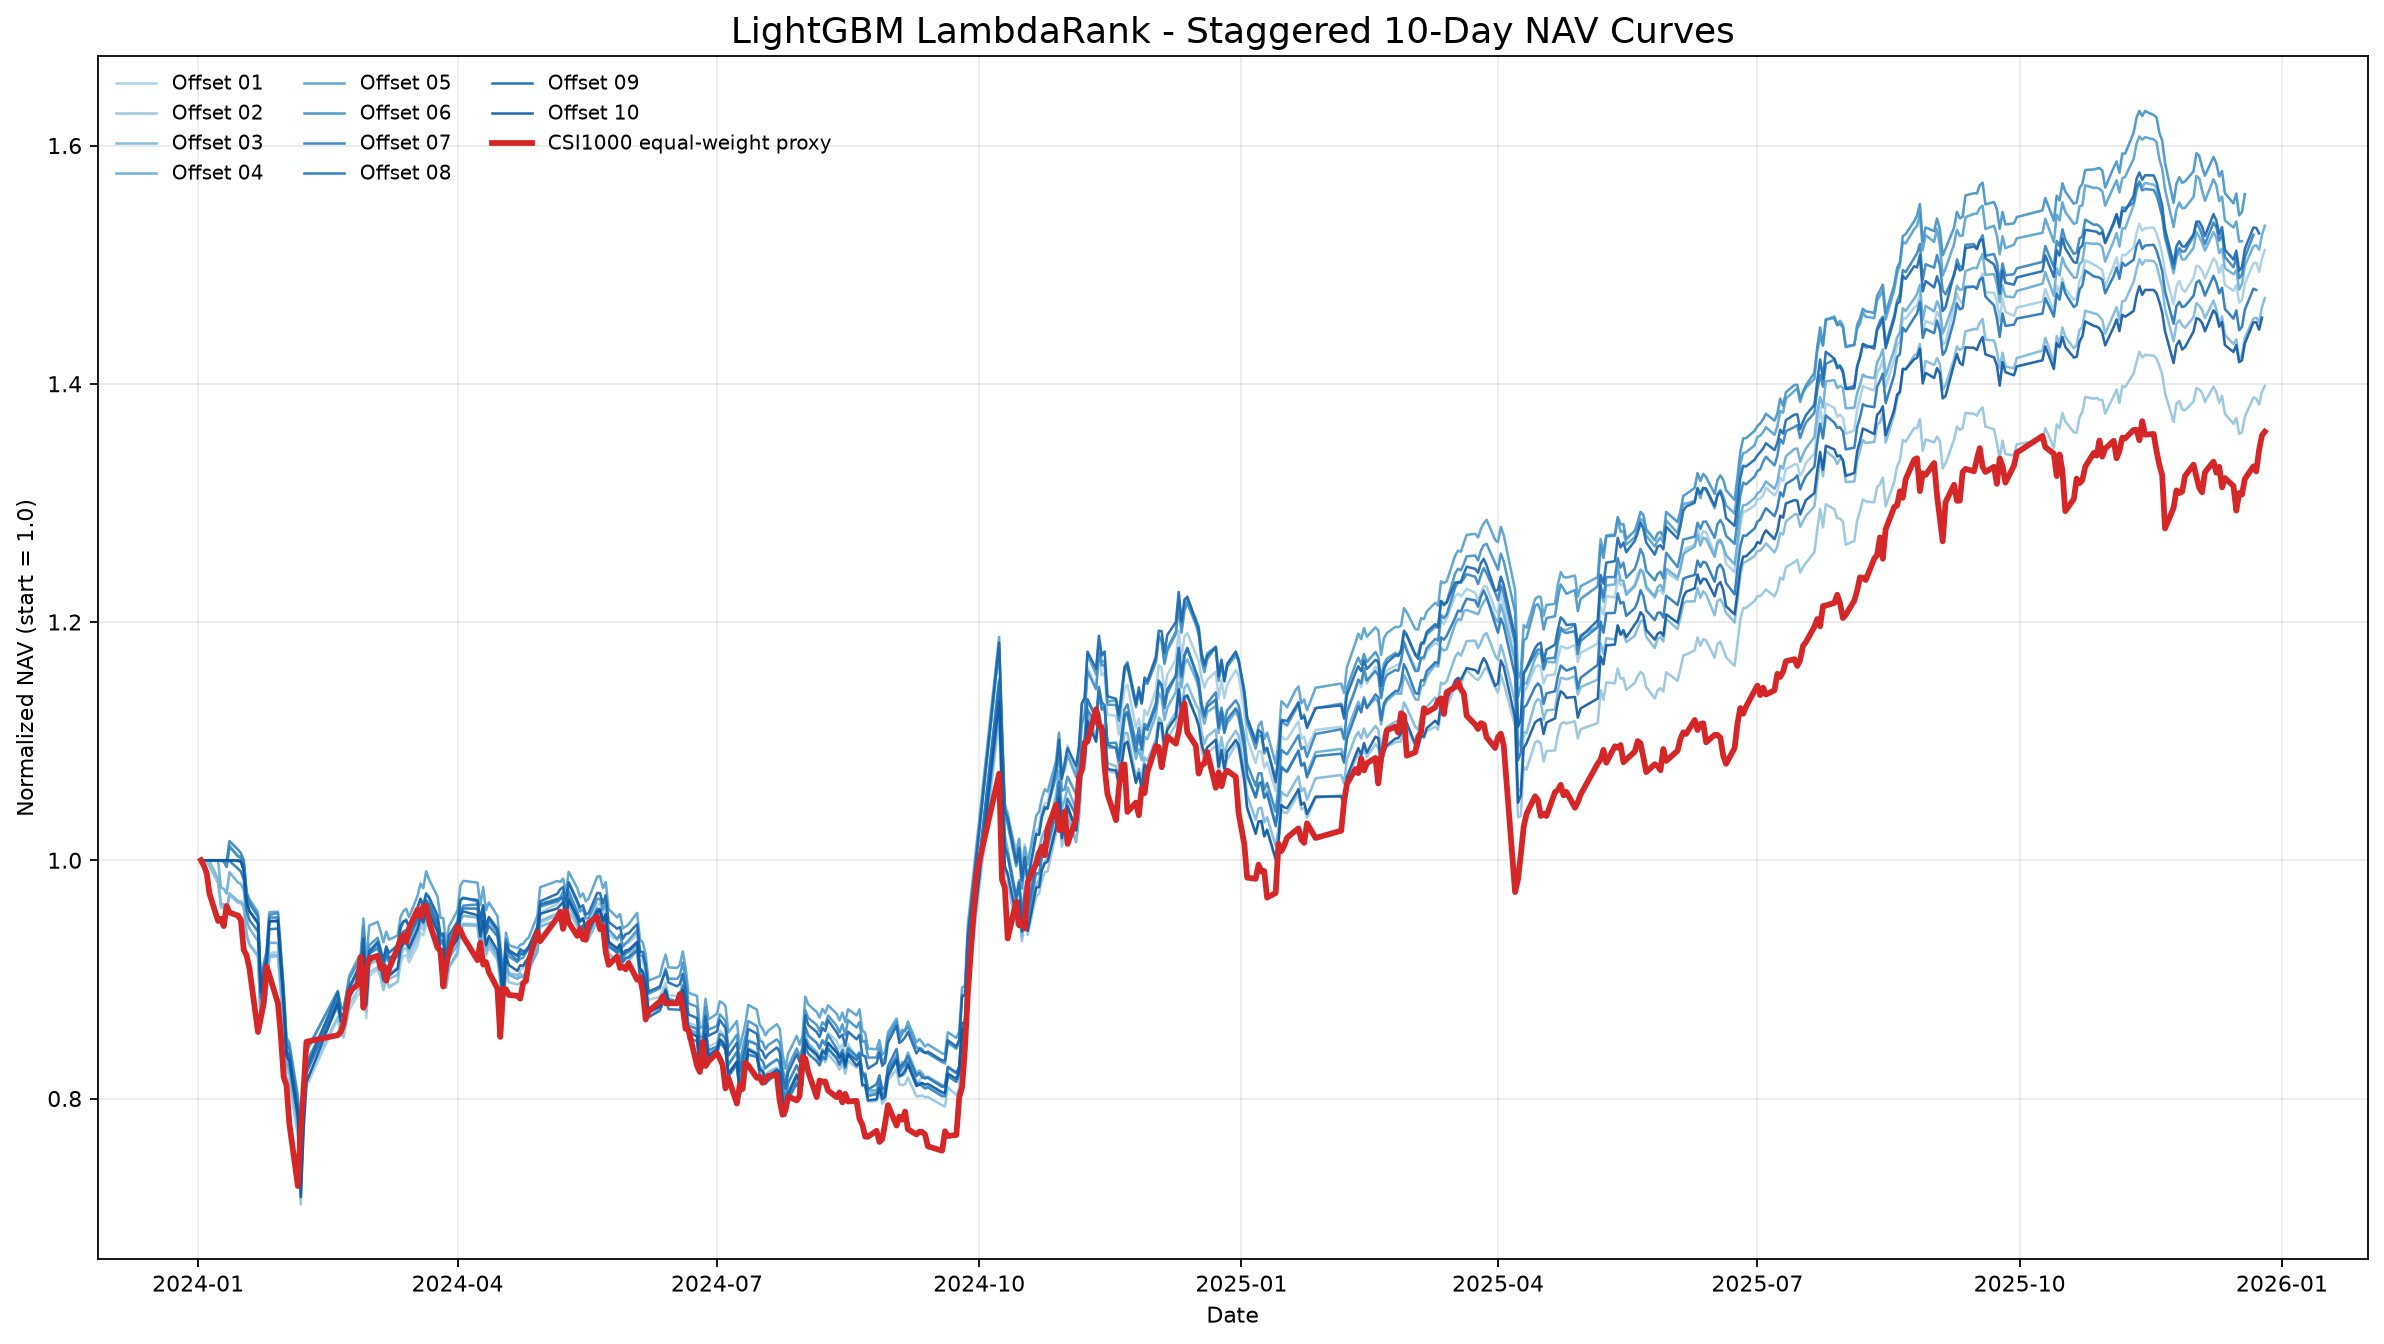 LightGBM LambdaRank - Staggered 10-Day NAV Curves
Offset 01
Offset 02
Offset 03
Offset 04
Offset 05
Offset 06
Offset 07
Offset 08
Offset 09
Offset 10
CSI1000 equal-weight proxy
Normalized NAV (start = 1.0)
1.6
1.4
1.2
1.0
0.8
2024-01
2024-04
2024-07
2024-10
2025-01
2025-04
2025-07
2025-10
2026-01
Date